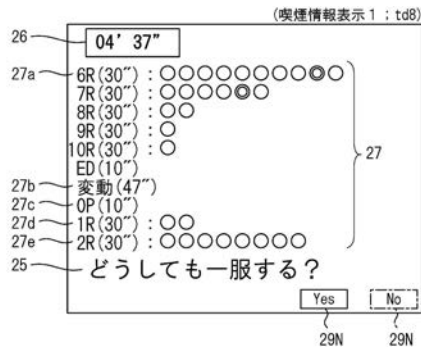 (喫煙情報表示1:td8)
26
04'37"
27a 6R(30"):○○○○○○○○◎○
7R(30"):○○○○◎○
8R(30"):○○
9R(30"):○
10R(30"):○
27
ED(10")
27b 変動(47")
27c OP(10")
27d 1R(30"):○○
27e 2R(30"):○○○○○○○○
25 どうしても一服する?
Yes No
29N 29N